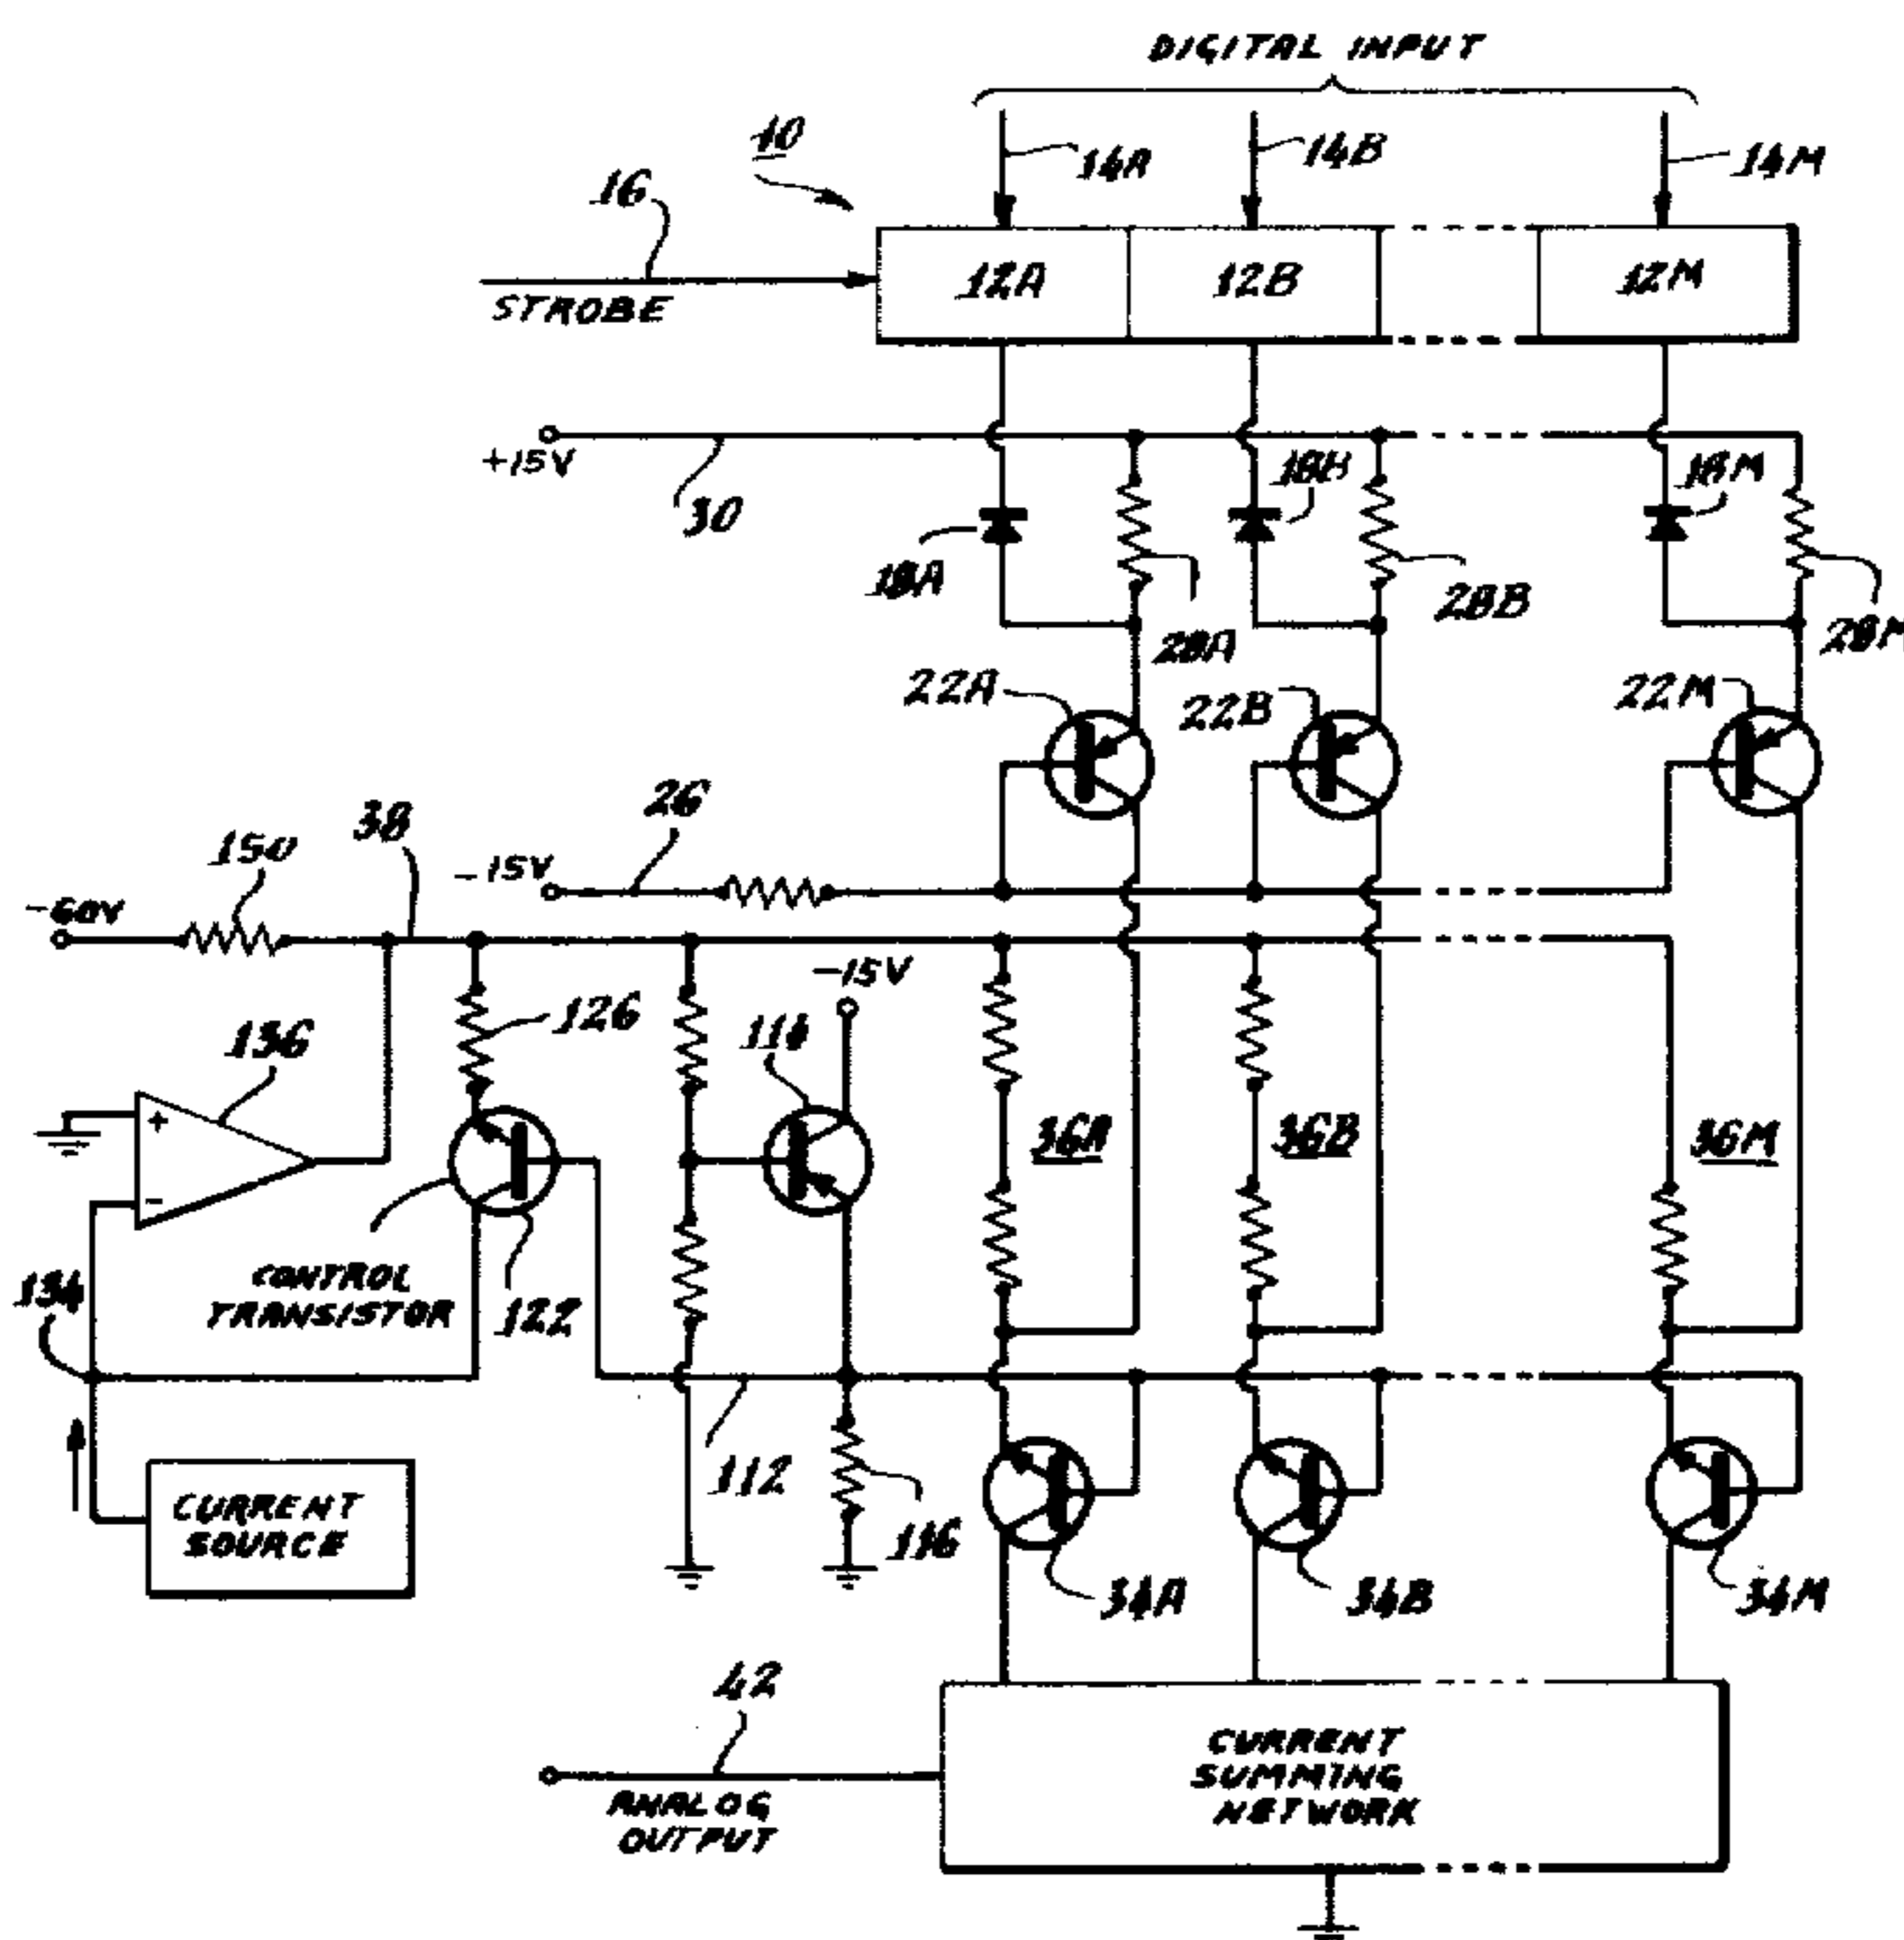 DIGITAL INPUT
10
14A
14B
14M
16
STROBE
12A
12B
12M
+15V
30
18A
18B
18M
20A
20B
20M
22A
22B
22M
26
38
150
-15V
-60V
-15V
126
118
136
+
-
36A
36B
36M
CONTROL
TRANSISTOR
122
134
112
116
CURRENT
SOURCE
34A
34B
34M
42
ANALOG
OUTPUT
CURRENT
SUMMING
NETWORK